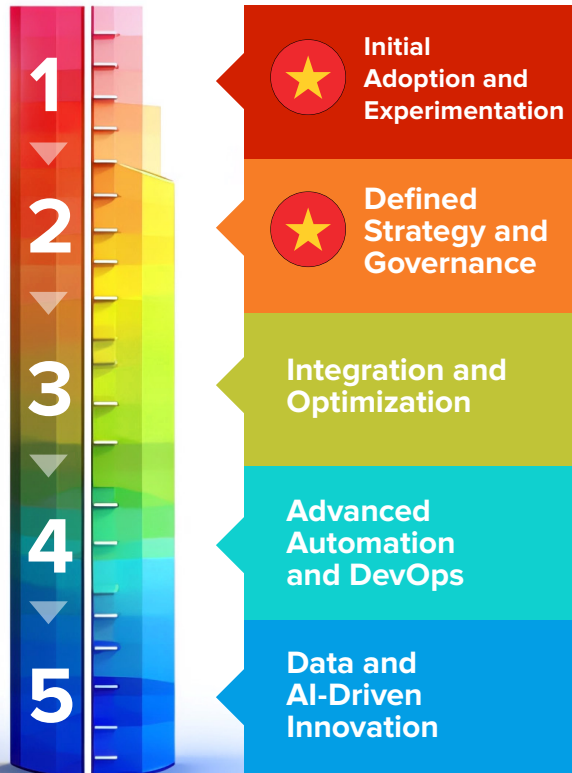 1
Initial
Adoption and
Experimentation
2
Defined
Strategy and
Governance
3
Integration and
Optimization
4
Advanced
Automation
and DevOps
5
Data and
AI-Driven
Innovation